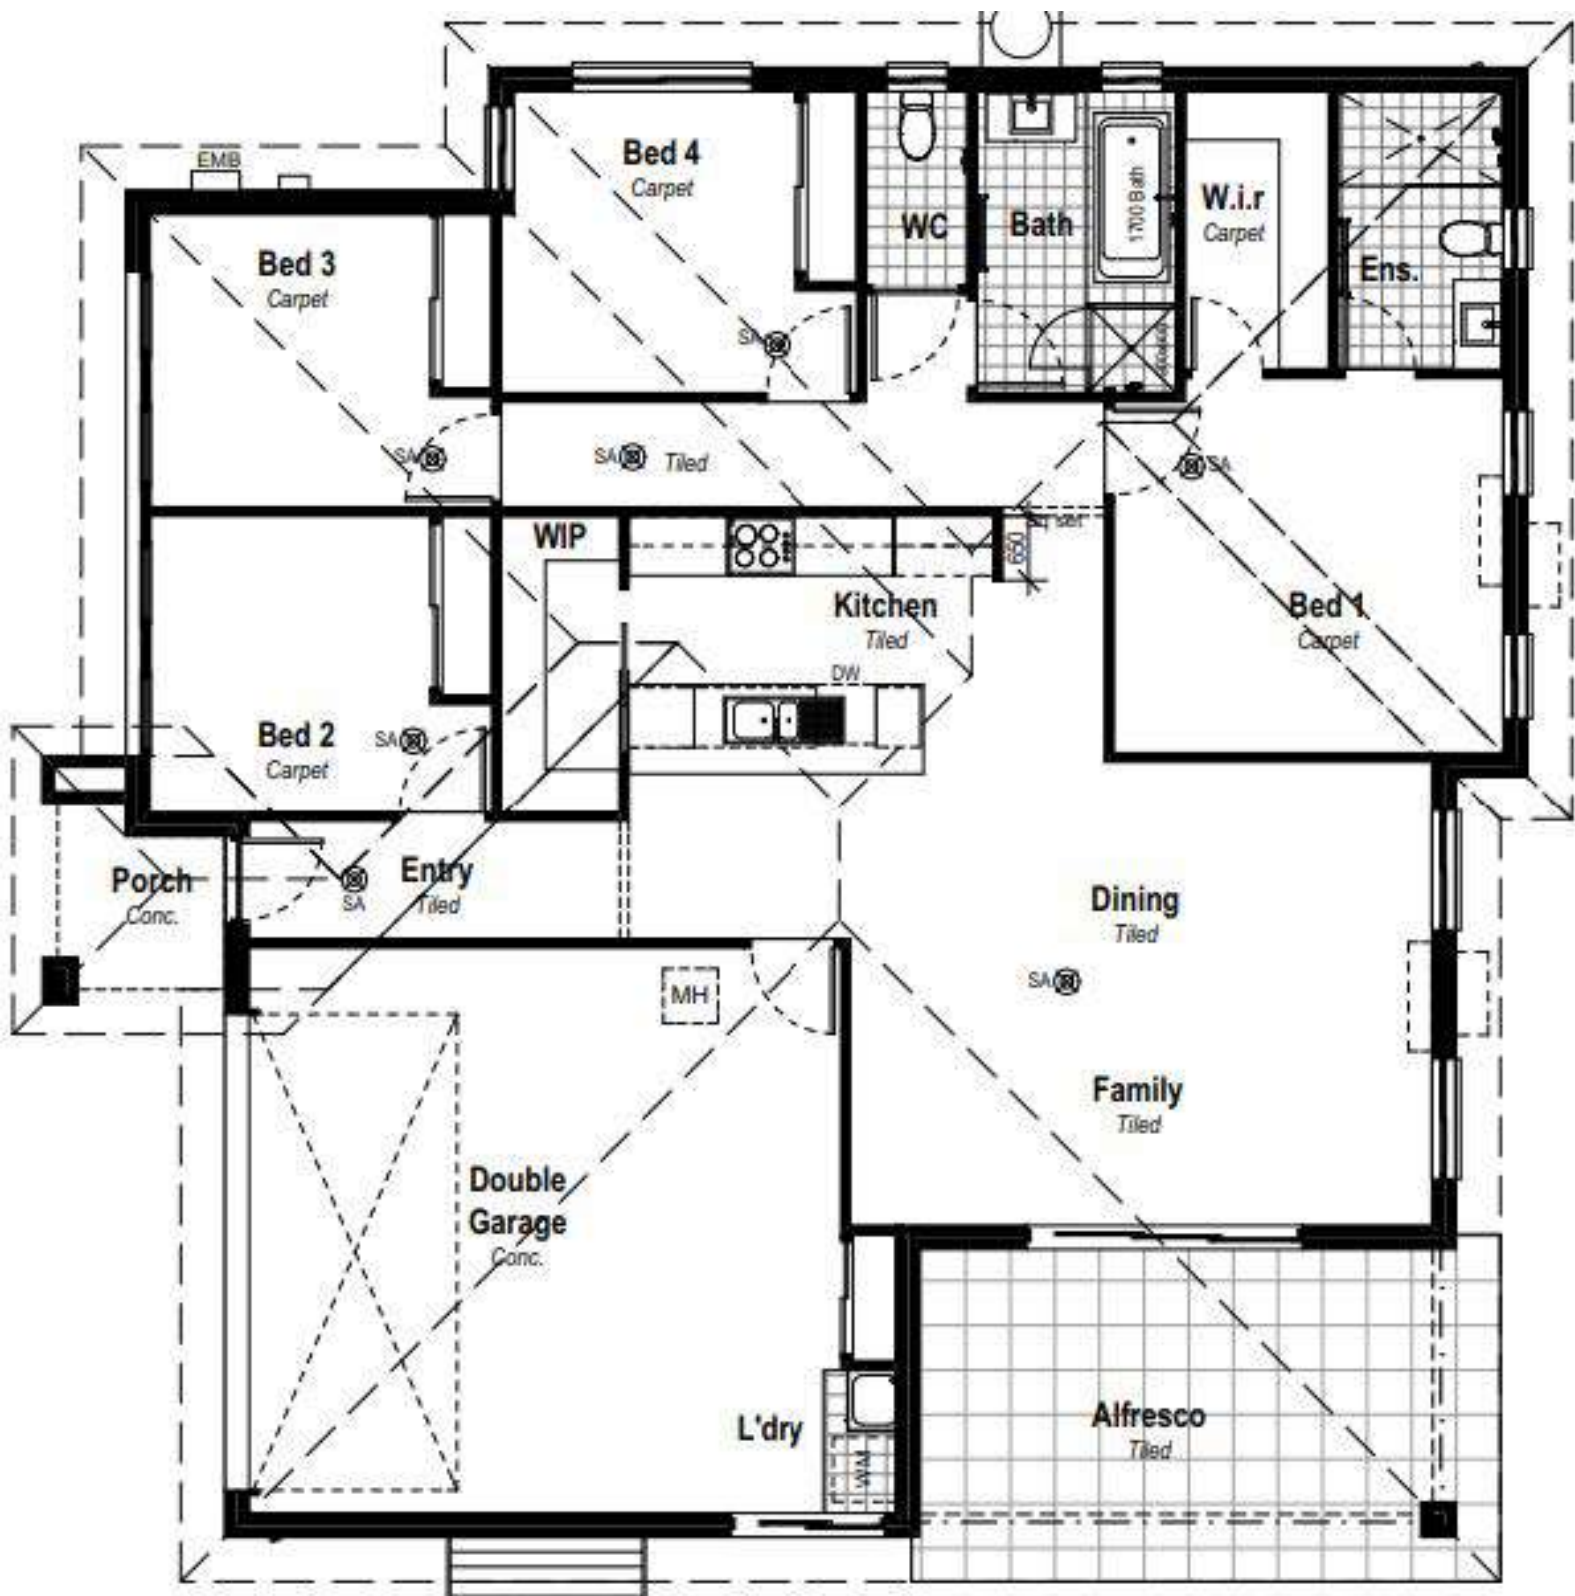 EMB
Bed 4
Carpet
WC
Bath
1700 Bath
W.i.r
Carpet
Ens.
Bed 3
Carpet
SA
SA
SA
Tiled
SA
WIP
sq set
650
Kitchen
Tiled
DW
Bed 1
Carpet
Bed 2
Carpet
SA
Porch
Conc.
Entry
Tiled
SA
Dining
Tiled
SA
MH
Family
Tiled
Double
Garage
Conc.
L'dry
WM
Alfresco
Tiled